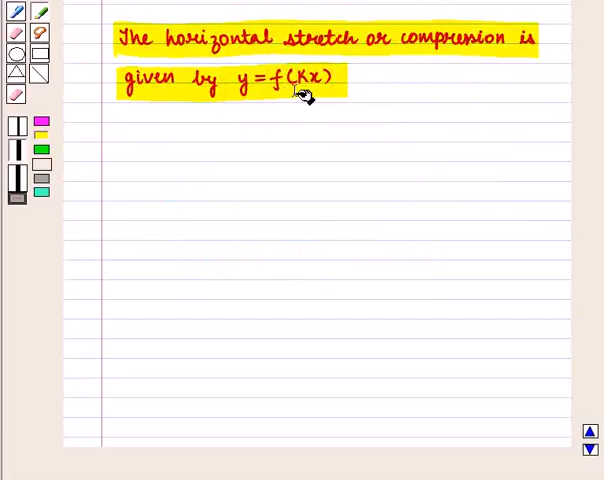 The horizontal stretch or compression is
given by y = f(Kx)